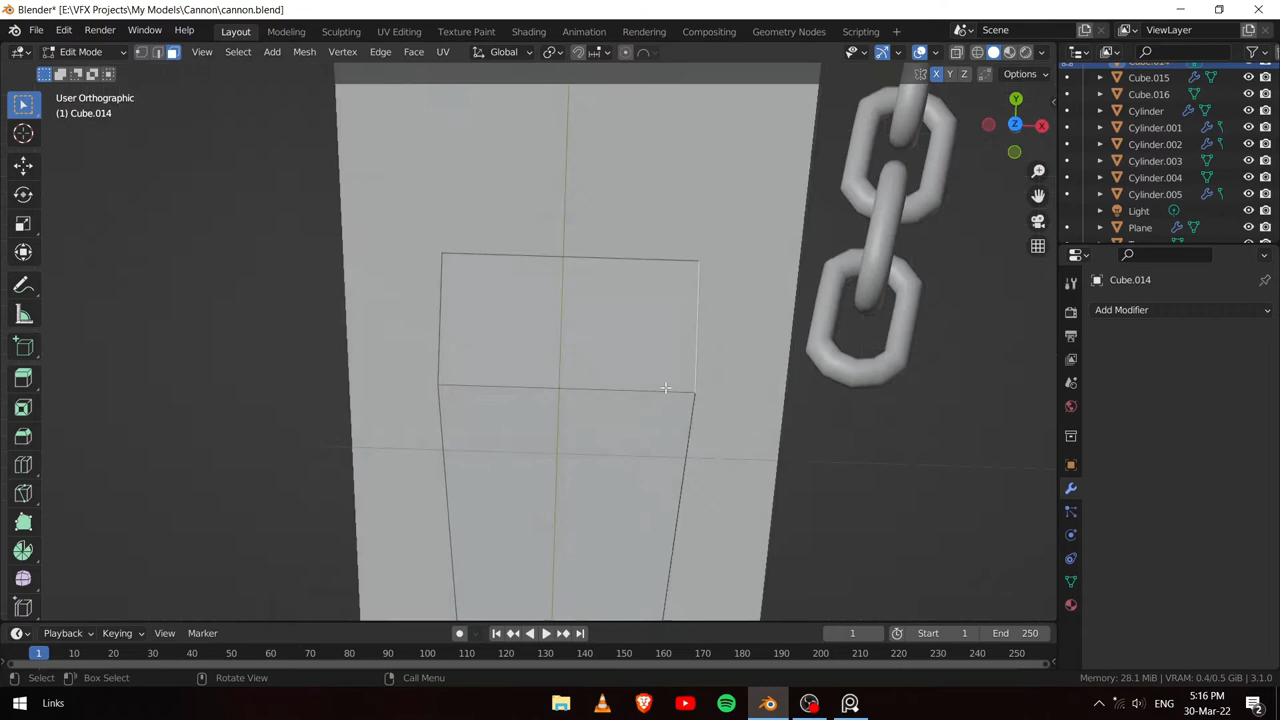 Blender* [E:\VFX Projects\My Models\Cannon\cannon.blend]
File Edit Render Window Help Layout Modeling Sculpting UV Editing Texture Paint Shading Animation Rendering Compositing Geometry Nodes Scripting + Scene ViewLayer
Edit Mode View Select Add Mesh Vertex Edge Face UV Global
X Y Z Options
User Orthographic
(1) Cube.014
Y
X
Z
Cube.014
Cube.015
Cube.016
Cylinder
Cylinder.001
Cylinder.002
Cylinder.003
Cylinder.004
Cylinder.005
Light
Plane
Cube.014
Add Modifier
Playback Keying View Marker 1 Start 1 End 250
1 10 20 30 40 50 60 70 80 90 100 110 120 130 140 150 160 170 180 190 200 210 220 230 240 250
Select Box Select Rotate View Call Menu Memory: 28.1 MiB | VRAM: 0.4/0.5 GiB | 3.1.0
Links ENG 5:16 PM
30-Mar-22 2